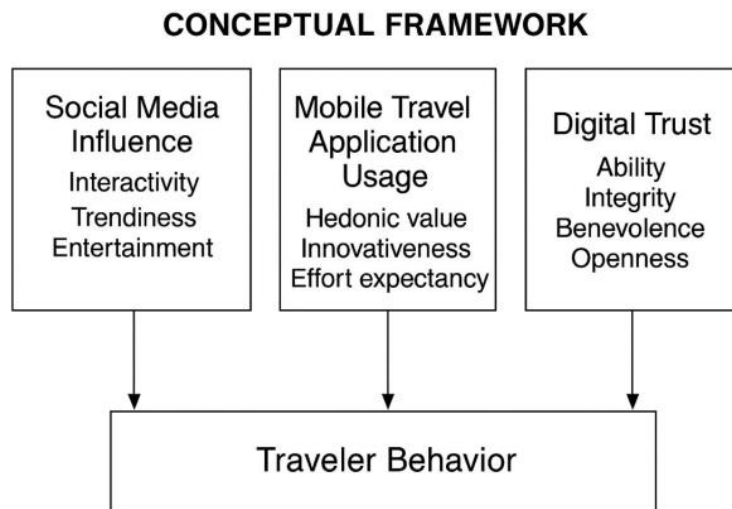 CONCEPTUAL FRAMEWORK
Social Media
Influence
Interactivity
Trendiness
Entertainment
Mobile Travel
Application
Usage
Hedonic value
Innovativeness
Effort expectancy
Digital Trust
Ability
Integrity
Benevolence
Openness
Traveler Behavior